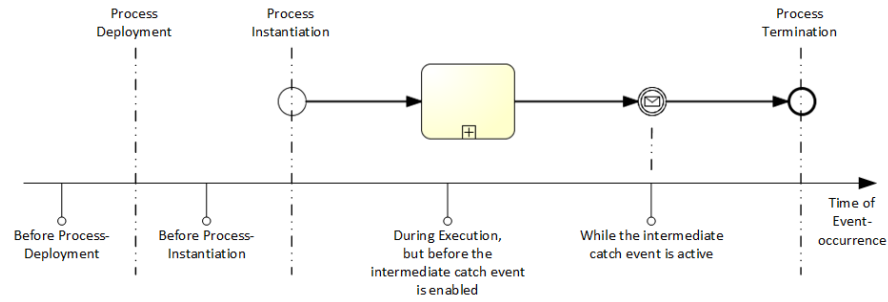 Process
Deployment
Process
Instantiation
Process
Termination
Before Process-
Deployment
Before Process-
Instantiation
During Execution,
but before the
intermediate catch event
is enabled
While the intermediate
catch event is active
Time of
Event-
occurrence